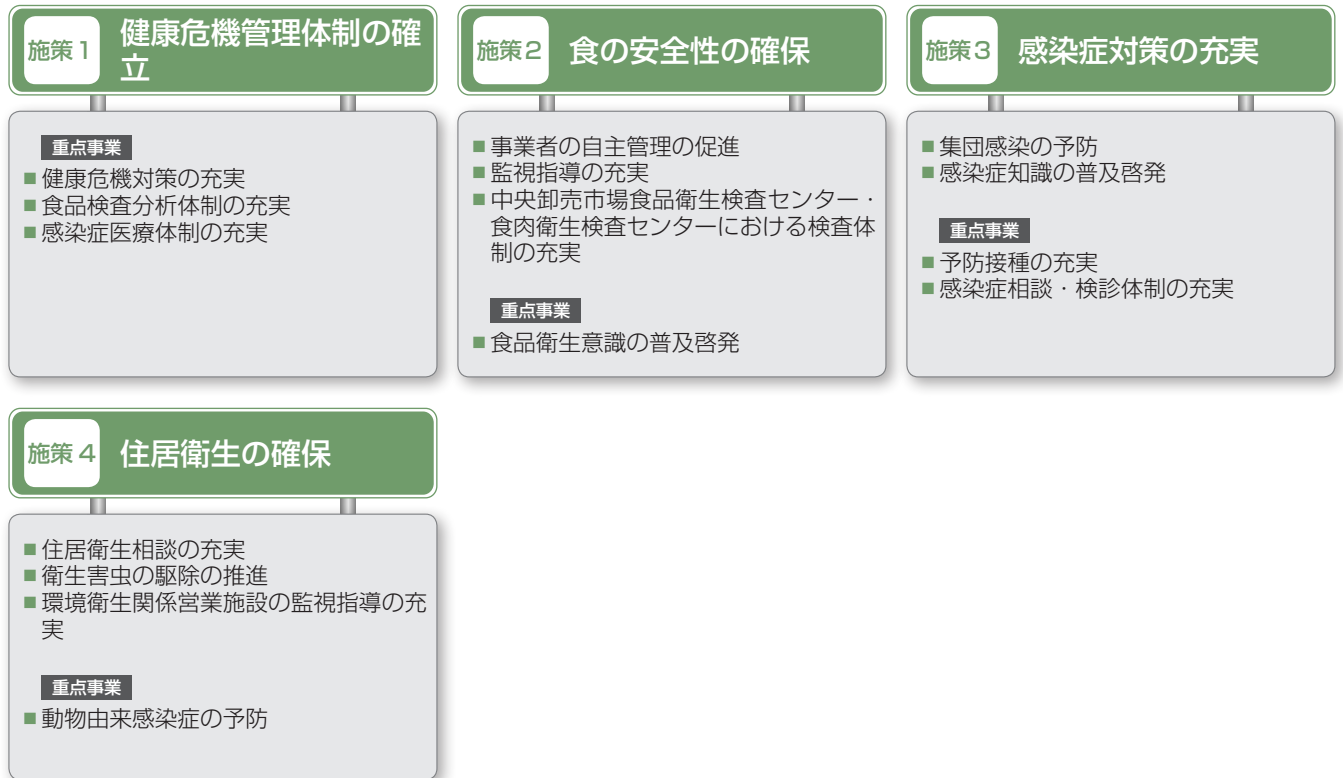 施策1 健康危機管理体制の確
立
重点事業
■健康危機対策の充実
■食品検査分析体制の充実
■感染症医療体制の充実
施策2 食の安全性の確保
■事業者の自主管理の促進
■監視指導の充実
■中央卸売市場食品衛生検査センター・
食肉衛生検査センターにおける検査体
制の充実
重点事業
■食品衛生意識の普及啓発
施策3 感染症対策の充実
■集団感染の予防
■感染症知識の普及啓発
重点事業
■予防接種の充実
■感染症相談・検診体制の充実
施策4 住居衛生の確保
■住居衛生相談の充実
■衛生害虫の駆除の推進
■環境衛生関係営業施設の監視指導の充
実
重点事業
■動物由来感染症の予防